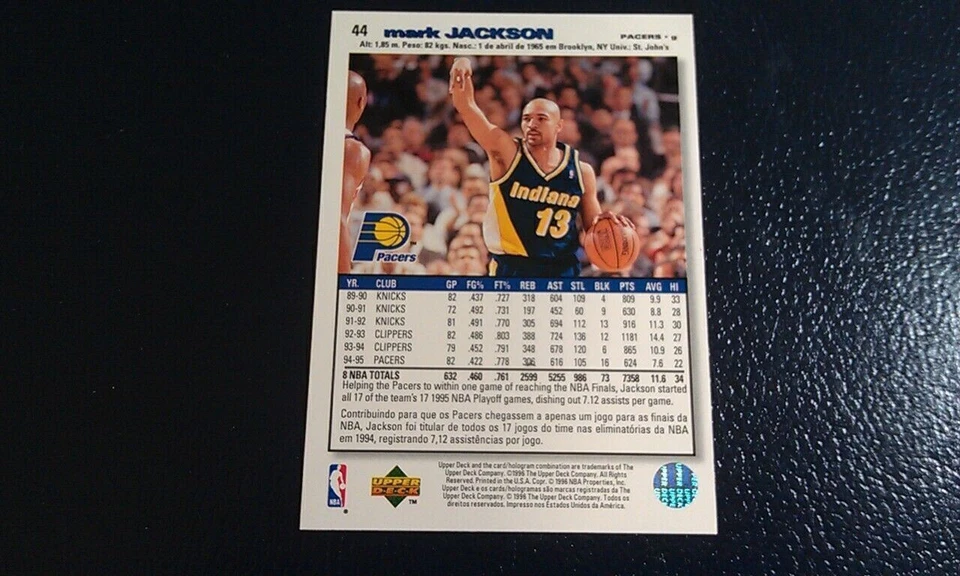 44 mark JACKSON PACERS • G
Alt: 1,85 m. Peso: 82 kgs. Nasc.: 1 de abril de 1965 em Brooklyn, NY Univ.: St. John's
Indiana
13
Pacers
YR. CLUB GP FG% FT% REB AST STL BLK PTS AVG HI
89-90 KNICKS 82 .437 .727 318 604 109 4 809 9.9 33
90-91 KNICKS 72 .492 .731 197 452 60 9 630 8.8 28
91-92 KNICKS 81 .491 .770 305 694 112 13 916 11.3 30
92-93 CLIPPERS 82 .486 .803 388 724 136 12 1181 14.4 27
93-94 CLIPPERS 79 .452 .791 348 678 120 6 865 10.9 26
94-95 PACERS 82 .422 .778 306 616 105 16 624 7.6 22
8 NBA TOTALS 632 .460 .761 2599 5255 986 73 7358 11.6 34
Helping the Pacers to within one game of reaching the NBA Finals, Jackson started
all 17 of the team's 17 1995 NBA Playoff games, dishing out 7.12 assists per game.
Contribuindo para que os Pacers chegassem a apenas um jogo para as finais da
NBA, Jackson foi titular de todos os 17 jogos do time nas eliminatórias da NBA
em 1994, registrando 7,12 assistências por jogo.
Upper Deck and the card/hologram combination are trademarks of The
Upper Deck Company. ©1996 The Upper Deck Company. All Rights
Reserved. Printed in the U.S.A. Copr. © 1996 NBA Properties, Inc.
Upper Deck e os cards/hologramas são marcas registradas da The
Upper Deck Company. © 1996 The Upper Deck Company. Todos os
direitos reservados. Impresso nos Estados Unidos da América.
NBA
UPPER
DECK
TM
UPPER DECK